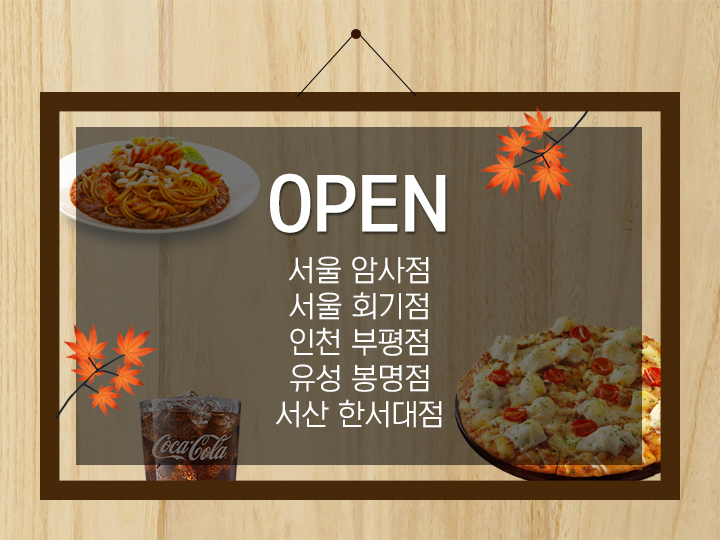 OPEN
서울 암사점
서울 회기점
인천 부평점
유성 봉명점
서산 한서대점
Coca-Cola